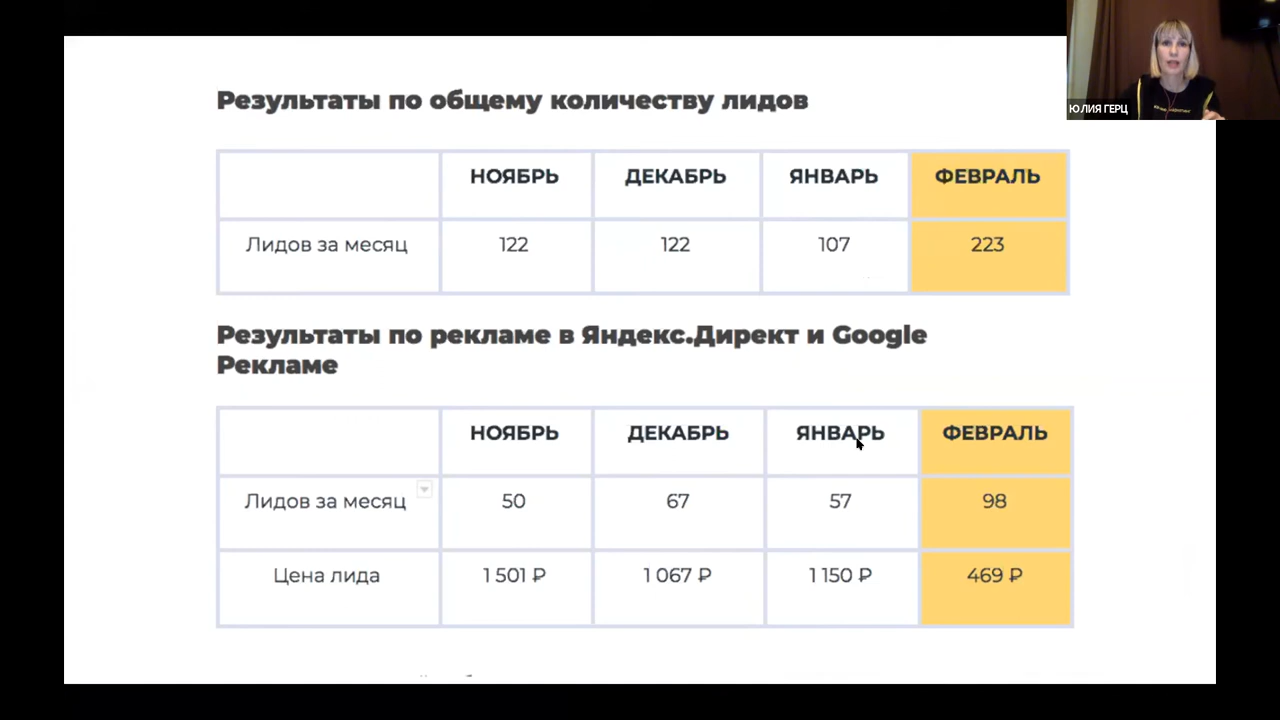 Результаты по общему количеству лидов
ЮЛИЯ ГЕРЦ
НОЯБРЬ ДЕКАБРЬ ЯНВАРЬ ФЕВРАЛЬ
Лидов за месяц 122 122 107 223
Результаты по рекламе в Яндекс.Директ и Google
Рекламе
НОЯБРЬ ДЕКАБРЬ ЯНВАРЬ ФЕВРАЛЬ
Лидов за месяц 50 67 57 98
Цена лида 1 501 ₽ 1 067 ₽ 1 150 ₽ 469 ₽